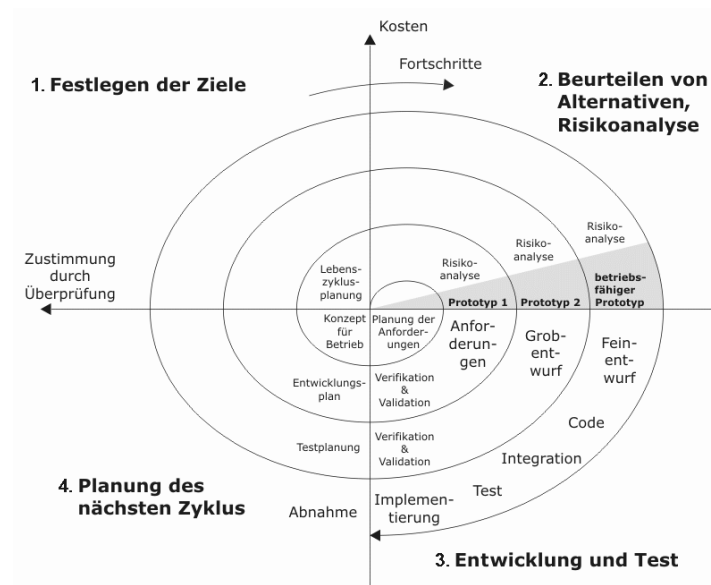 Kosten
Fortschritte
1. Festlegen der Ziele
2. Beurteilen von
Alternativen,
Risikoanalyse
Zustimmung
durch
Überprüfung
Lebens-
zyklus-
planung
Risiko-
analyse
Risiko-
analyse
Risiko-
analyse
Prototyp 1
Prototyp 2
betriebs-
fähiger
Prototyp
Konzept
für
Betrieb
Planung der
Anforder-
ungen
Anfor-
derun-
gen
Grob-
ent-
wurf
Fein-
ent-
wurf
Entwicklungs-
plan
Verifikation
&
Validation
Code
Testplanung
Verifikation
&
Validation
Integration
Test
Implemen-
tierung
Abnahme
4. Planung des
nächsten Zyklus
3. Entwicklung und Test